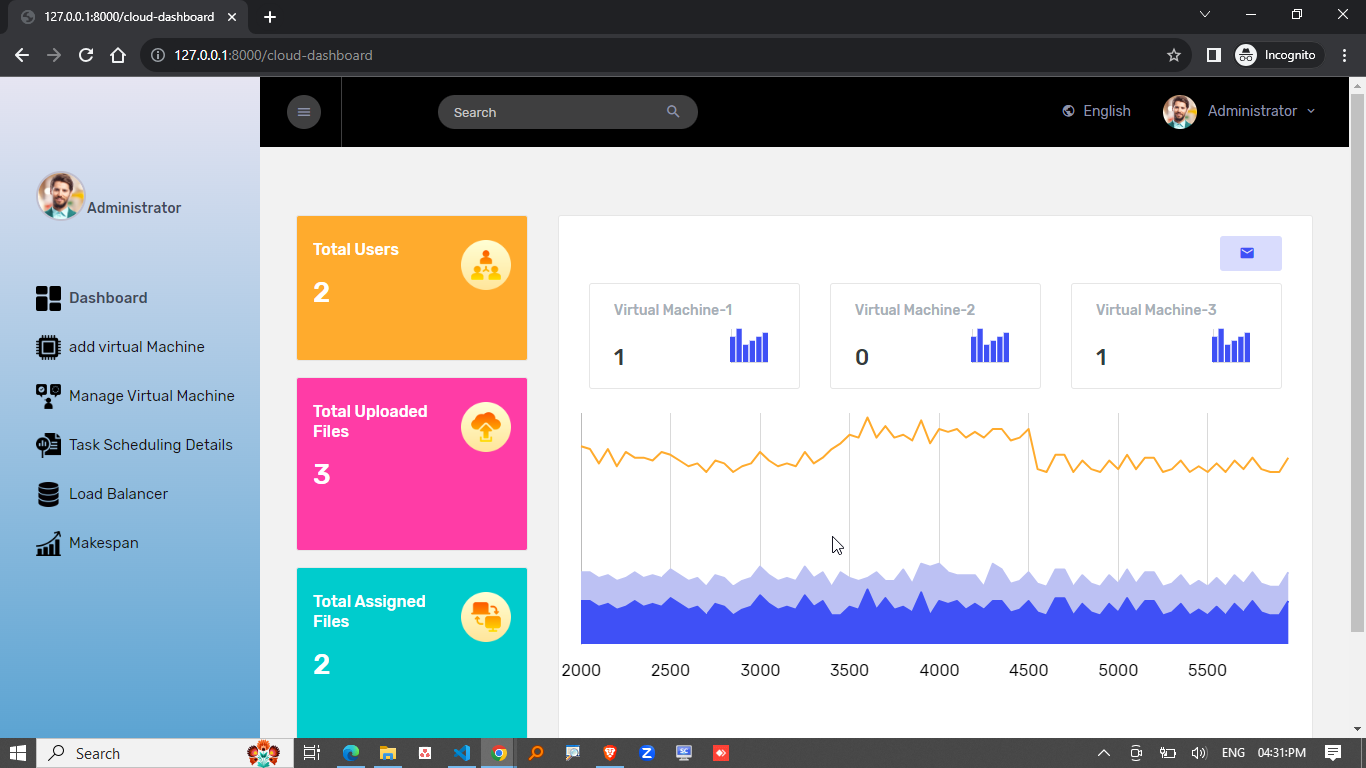 127.0.0.1:8000/cloud-dashboard
127.0.0.1:8000/cloud-dashboard
Incognito
Search
English
Administrator
Administrator
Dashboard
add virtual Machine
Manage Virtual Machine
Task Scheduling Details
Load Balancer
Makespan
Total Users
2
Total Uploaded
Files
3
Total Assigned
Files
2
Virtual Machine-1
1
Virtual Machine-2
0
Virtual Machine-3
1
2000 2500 3000 3500 4000 4500 5000 5500
Search
SC
ENG
04:31:PM